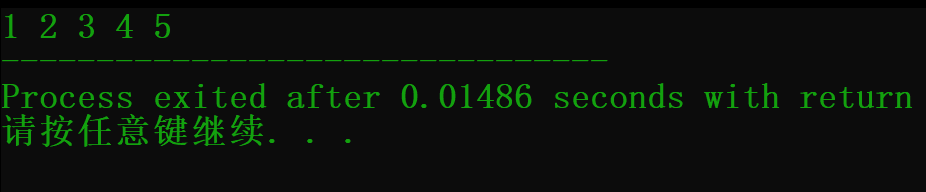 1 2 3 4 5
--------------------------------
Process exited after 0.01486 seconds with return
请按任意键继续. . .